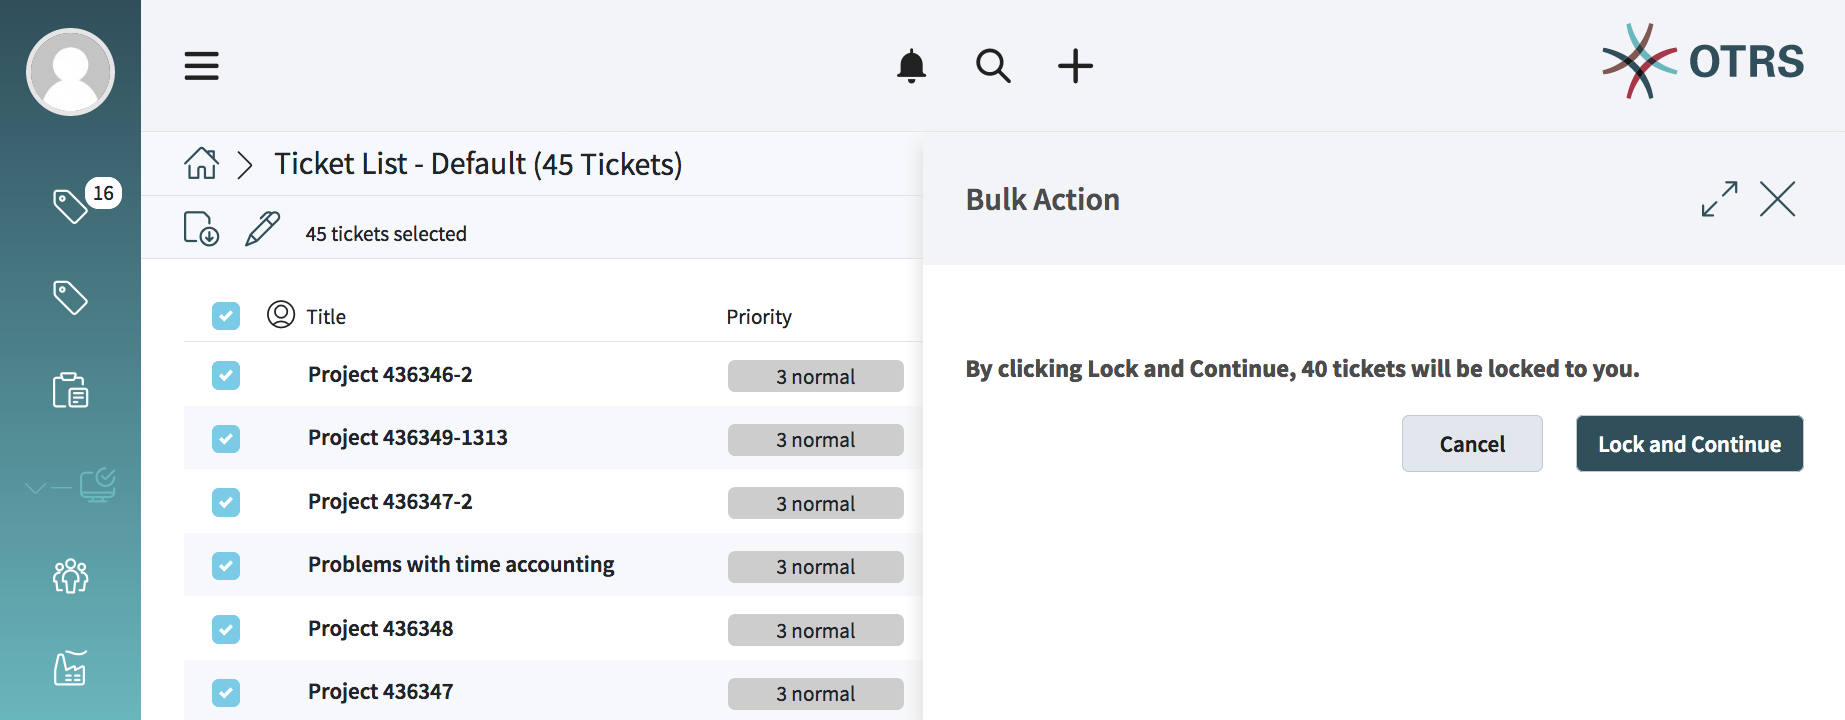 OTRS
16
Ticket List - Default (45 Tickets)
45 tickets selected
Title Priority
Project 436346-2 3 normal
Project 436349-1313 3 normal
Project 436347-2 3 normal
Problems with time accounting 3 normal
Project 436348 3 normal
Project 436347 3 normal
Bulk Action
By clicking Lock and Continue, 40 tickets will be locked to you.
Cancel Lock and Continue